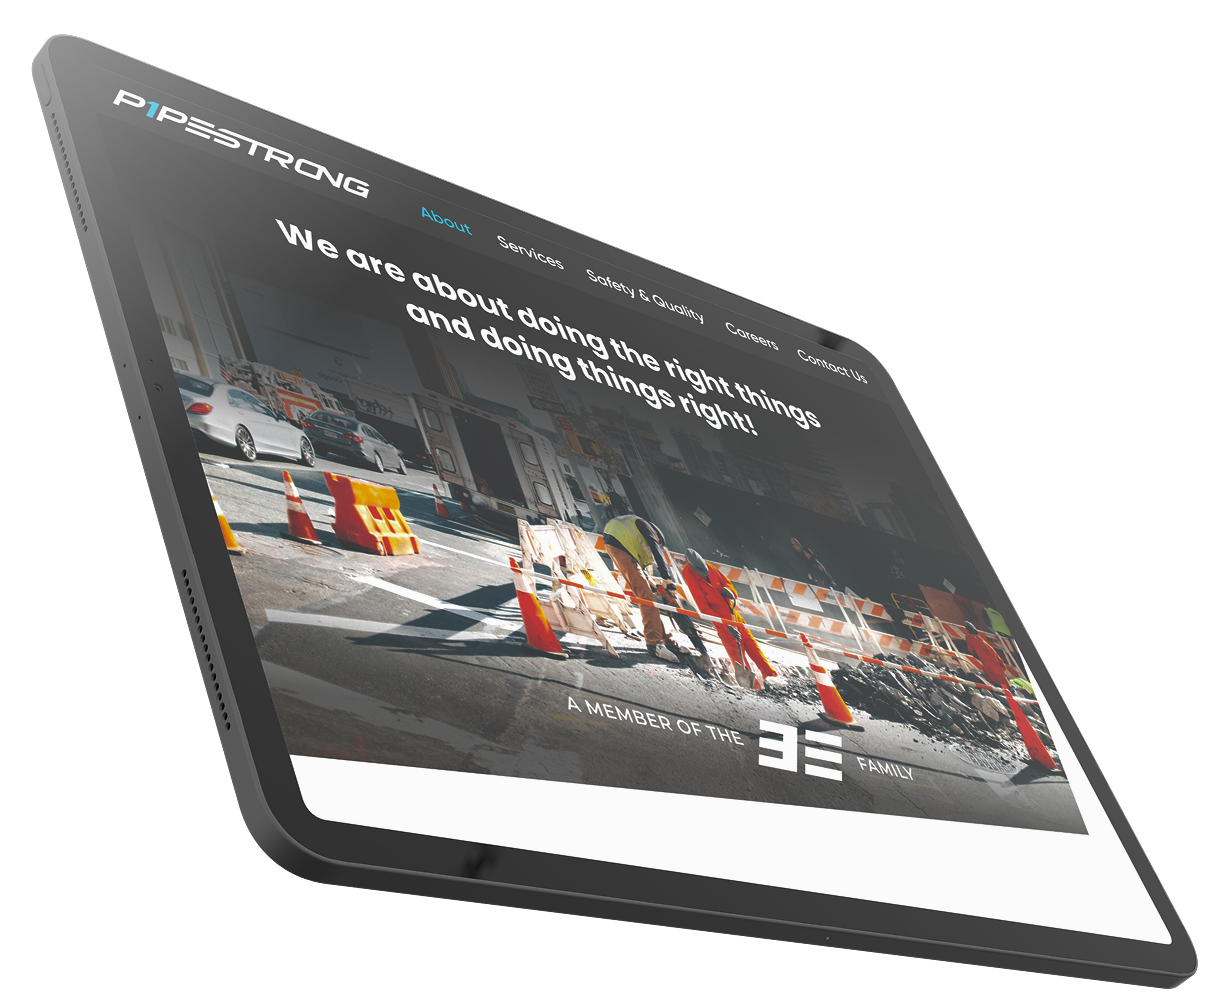 P1PESTRONG
About Services Safety & Quality Careers Contact Us
We are about doing the right things
and doing things right!
A MEMBER OF THE 3E FAMILY